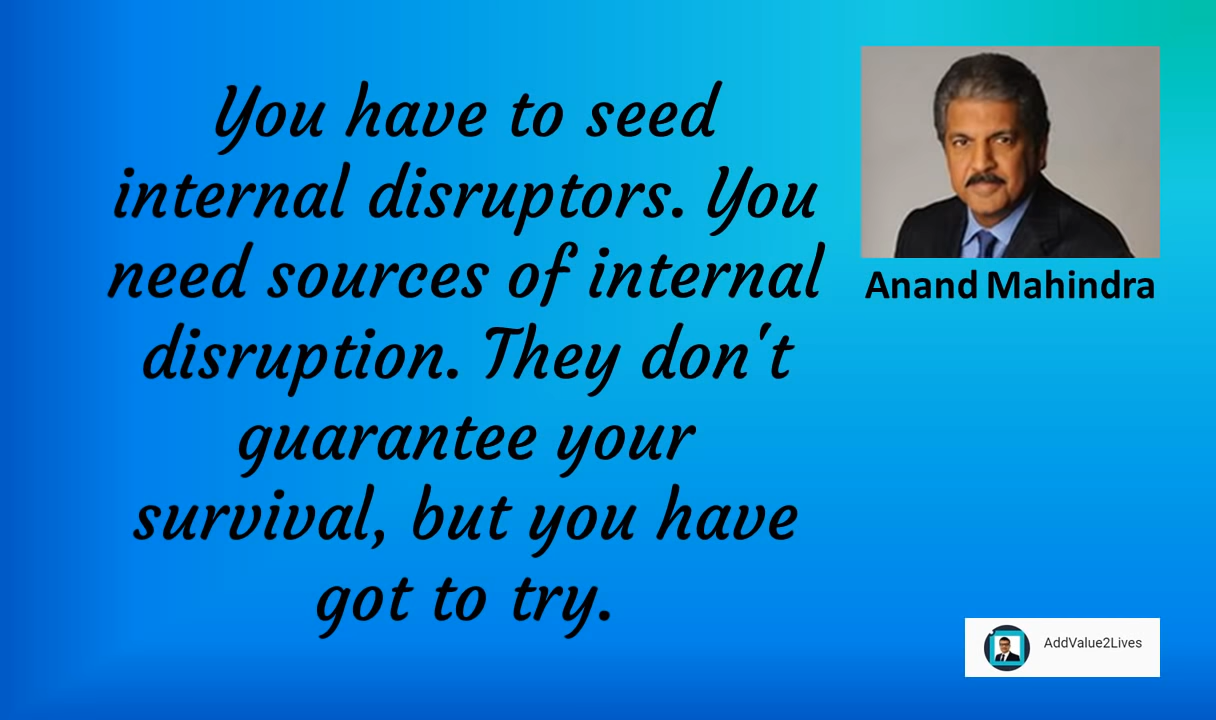 You have to seed
internal disruptors. You
need sources of internal
disruption. They don't
guarantee your
survival, but you have
got to try.
Anand Mahindra
AddValue2Lives